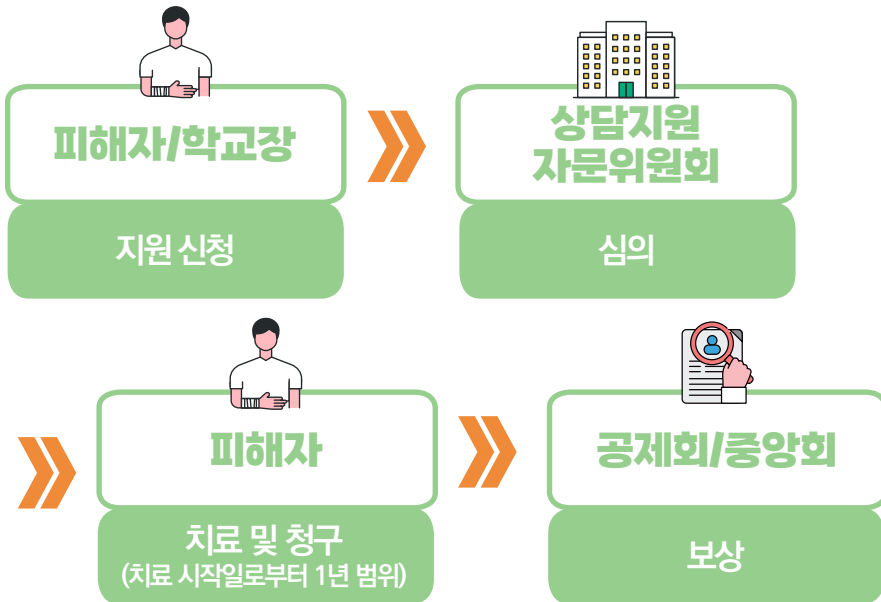 피해자/학교장
지원 신청
상담지원
자문위원회
심의
피해자
치료 및 청구
(치료 시작일로부터 1년 범위)
공제회/중앙회
보상